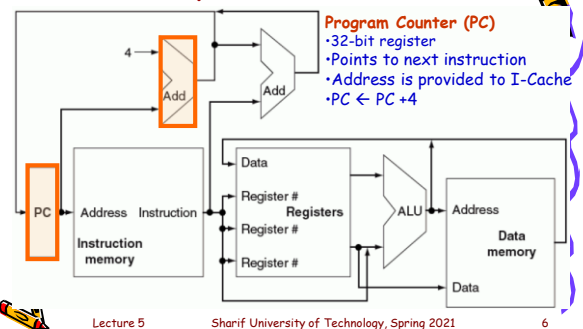 Program Counter (PC)
•32-bit register
•Points to next instruction
•Address is provided to I-Cache
•PC ← PC +4
4
Add
Add
Data
Register #
Registers
Register #
Register #
PC
Address Instruction
Instruction
memory
ALU
Address
Data
memory
Data
Lecture 5
Sharif University of Technology, Spring 2021
6